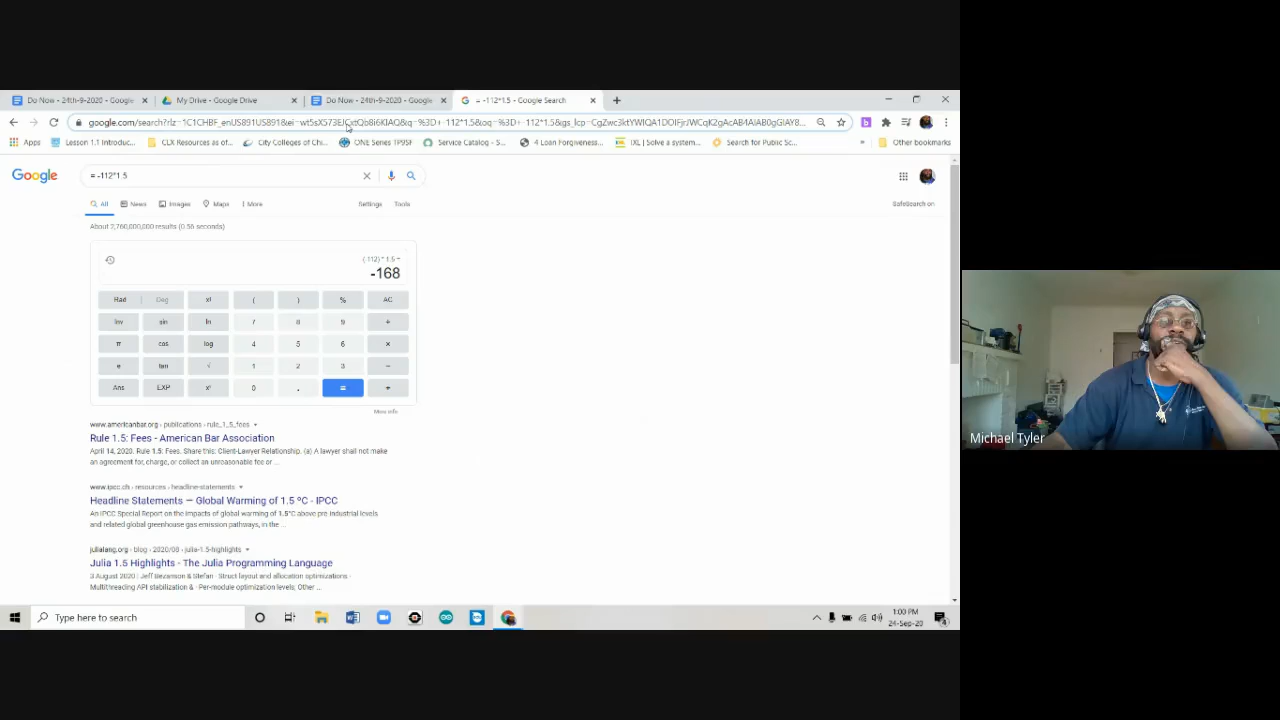 Do Now - 24th-9-2020 - Google
My Drive - Google Drive
Do Now - 24th-9-2020 - Google
= -112*1.5 - Google Search
Apps
Lesson 1.1 Introduct...
CLX Resources as of...
City Colleges of Chi...
ONE Series TP9SF
Service Catalog - S...
4 Loan Forgiveness...
IXL | Solve a system...
Search for Public Sc...
»
Other bookmarks
Google
= -112*1.5
All
News
Images
Maps
More
Settings
Tools
SafeSearch on
About 2,760,000,000 results (0.56 seconds)
(-112) * 1.5 =
-168
Rad
Deg
x!
(
)
%
AC
Inv
sin
ln
7
8
9
÷
π
cos
log
4
5
6
×
e
tan
√
1
2
3
−
Ans
EXP
0
.
=
+
More info
www.americanbar.org › publications › rule_1_5_fees
Rule 1.5: Fees - American Bar Association
April 14, 2020. Rule 1.5: Fees. Share this: Client-Lawyer Relationship. (a) A lawyer shall not make
an agreement for, charge, or collect an unreasonable fee or ...
www.ipcc.ch › resources › headline-statements
Headline Statements — Global Warming of 1.5 ºC - IPCC
An IPCC Special Report on the impacts of global warming of 1.5°C above pre-industrial levels
and related global greenhouse gas emission pathways, in the ...
julialang.org › blog › 2020/08 › julia-1.5-highlights
Julia 1.5 Highlights - The Julia Programming Language
3 August 2020 | Jeff Bezanson & Stefan · Struct layout and allocation optimizations ·
Multithreading API stabilization & · Per-module optimization levels; Other ...
Michael Tyler
Type here to search
1:00 PM
24-Sep-20